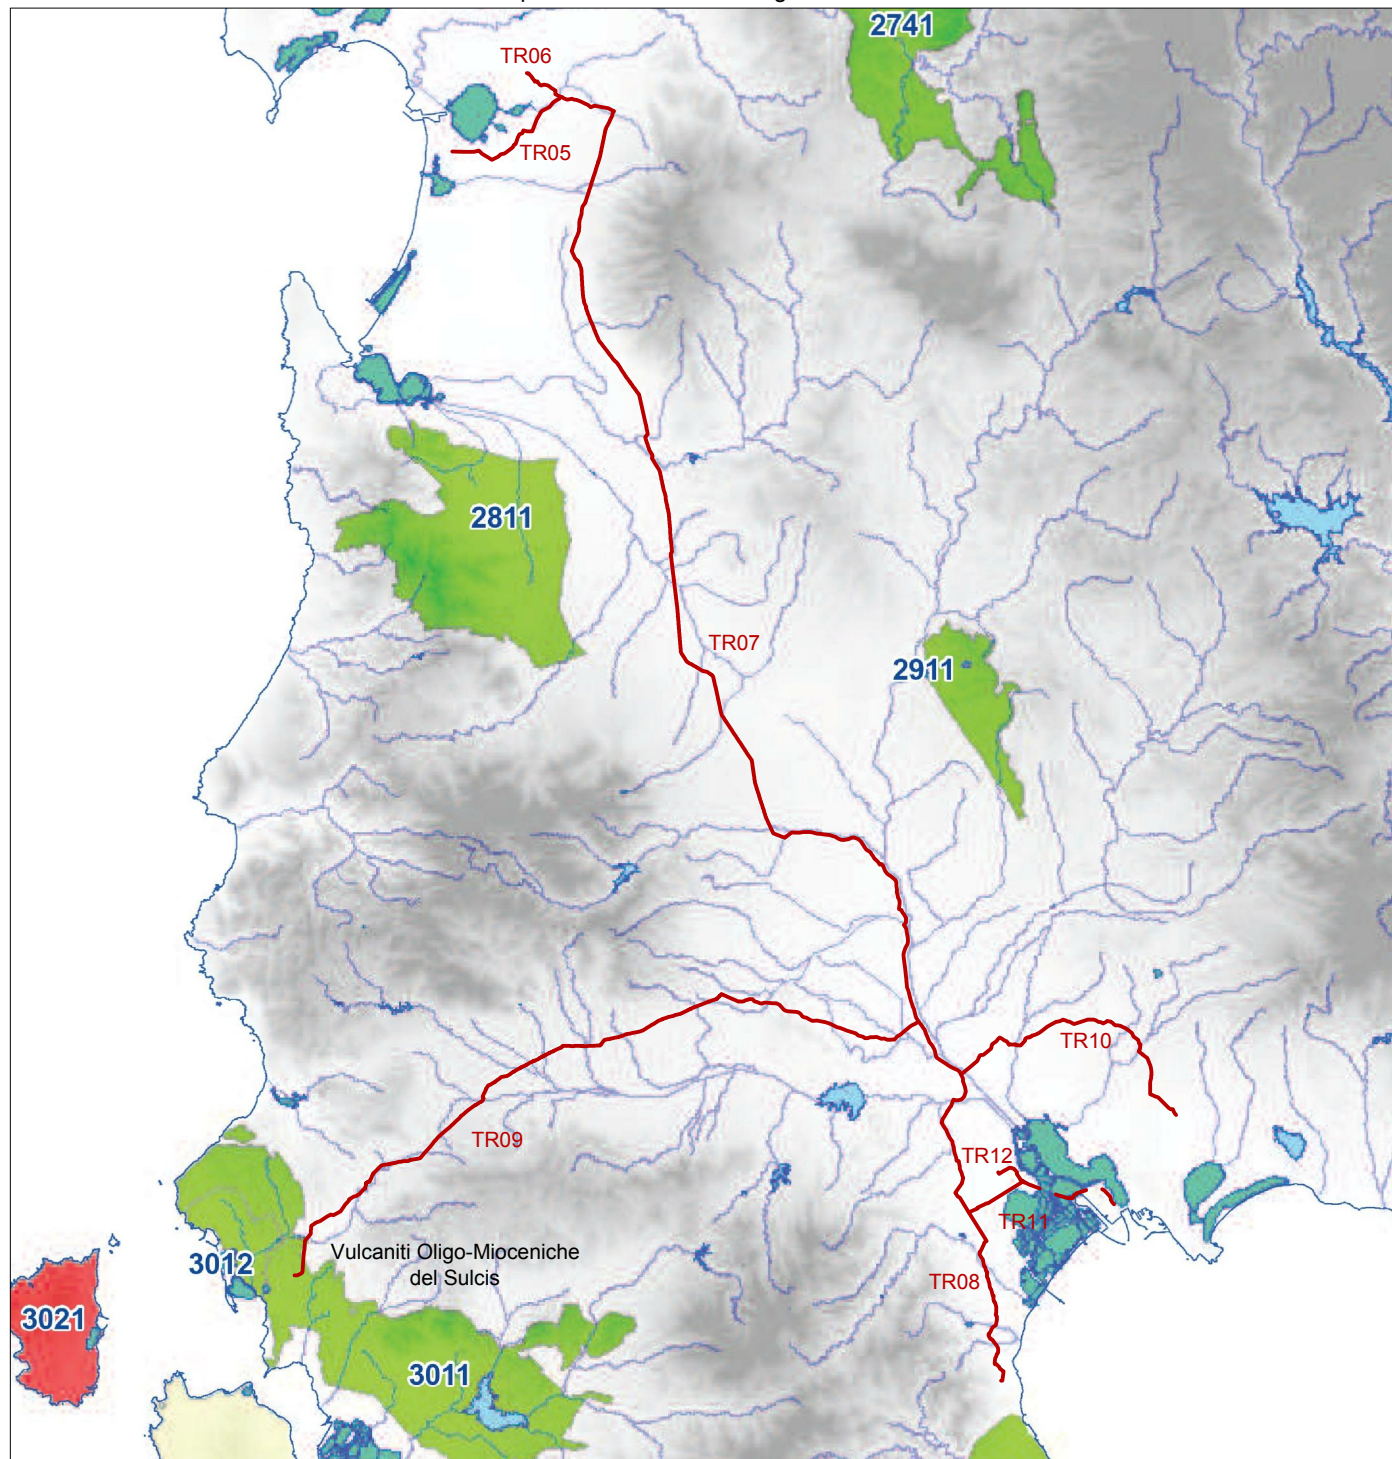 2741
TR06
TR05
2811
TR07
2911
TR10
TR09
TR12
TR11
Vulcaniti Oligo-Mioceniche
del Sulcis
3012
TR08
3021
3011